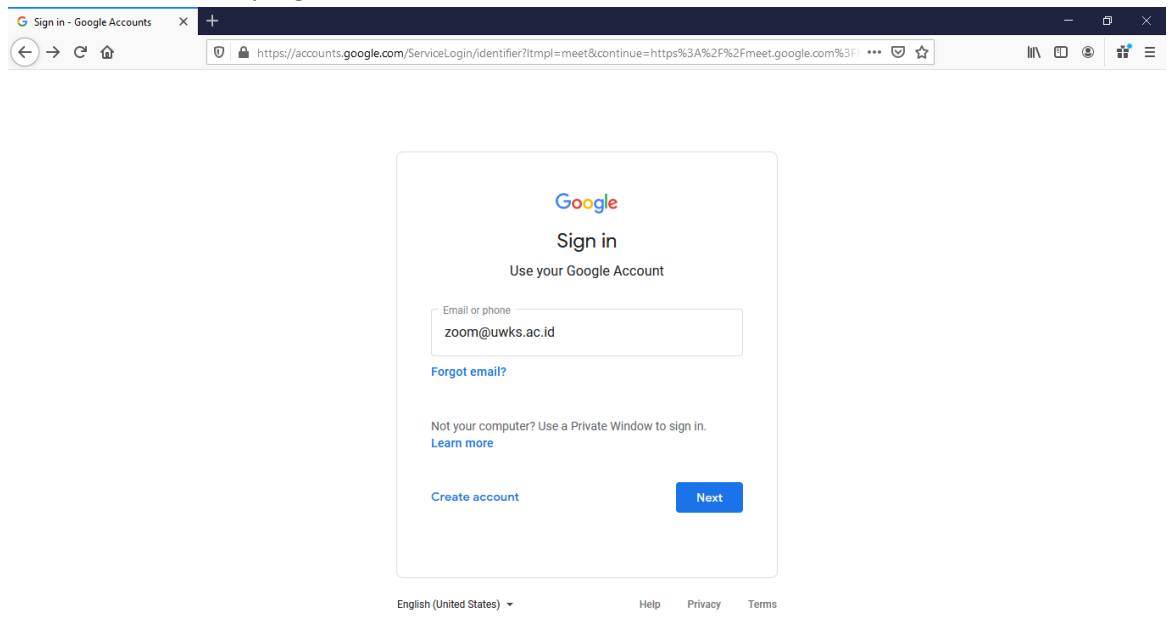 Sign in - Google Accounts
https://accounts.google.com/ServiceLogin/identifier?ltmpl=meet&continue=https%3A%2F%2Fmeet.google.com%3F
Google
Sign in
Use your Google Account
Email or phone
zoom@uwks.ac.id
Forgot email?
Not your computer? Use a Private Window to sign in.
Learn more
Create account
Next
English (United States)
Help Privacy Terms